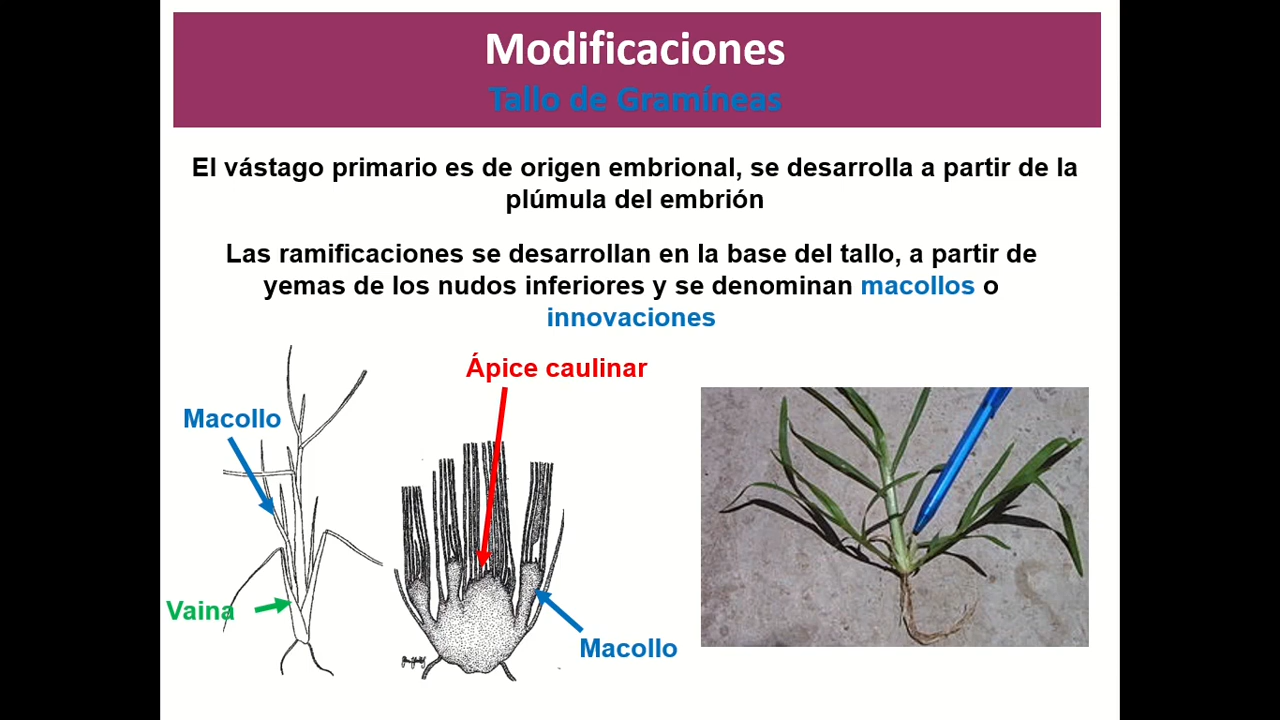 Modificaciones
Tallo de Gramíneas
El vástago primario es de origen embrional, se desarrolla a partir de la
plúmula del embrión
Las ramificaciones se desarrollan en la base del tallo, a partir de
yemas de los nudos inferiores y se denominan macollos o
innovaciones
Ápice caulinar
Macollo
Vaina
Macollo